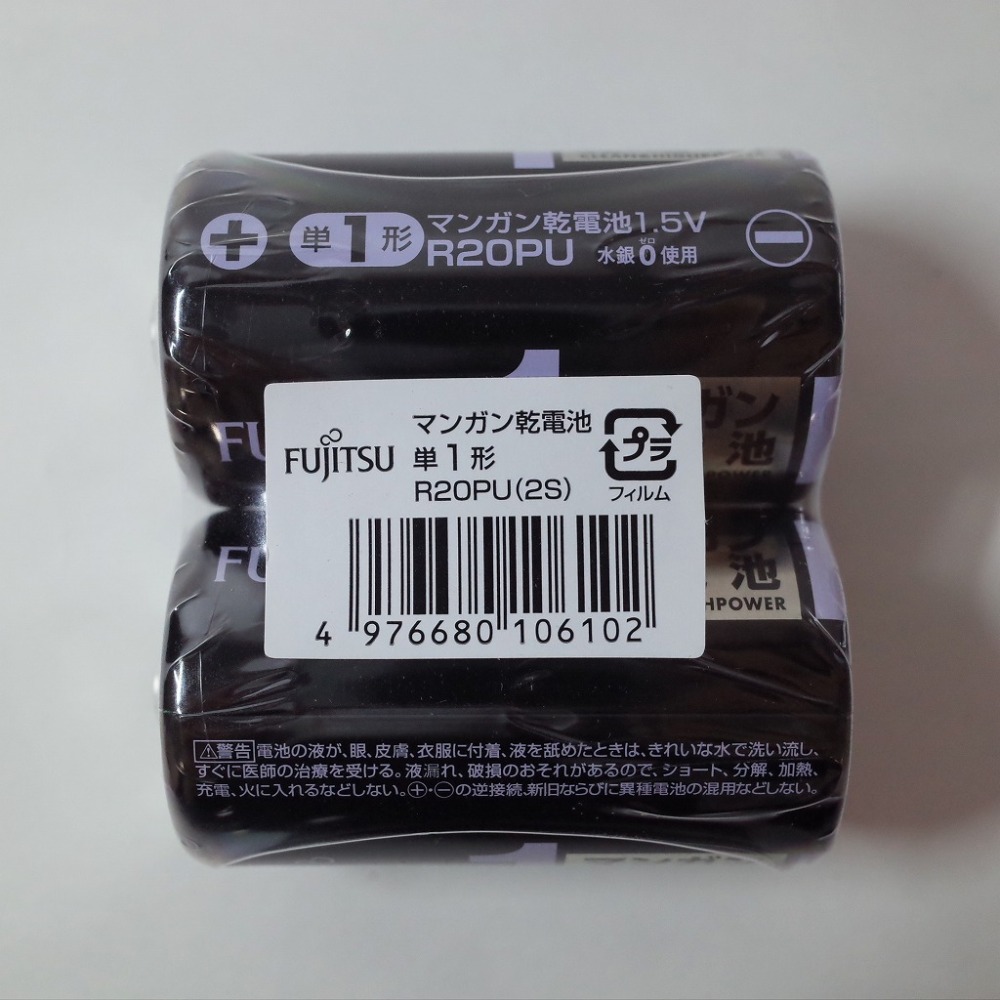 単1形 マンガン乾電池1.5V
R20PU 水銀0ゼロ使用
FUJITSU
マンガン乾電池
単1形
R20PU(2S)
プラ
フィルム
池
池
HPOWER
4 976680 106102
⚠警告 電池の液が、眼、皮膚、衣服に付着、液を舐めたときは、きれいな水で洗い流し、
すぐに医師の治療を受ける。液漏れ、破損のおそれがあるので、ショート、分解、加熱、
充電、火に入れるなどしない。⊕・⊖の逆接続、新旧ならびに異種電池の混用などしない。